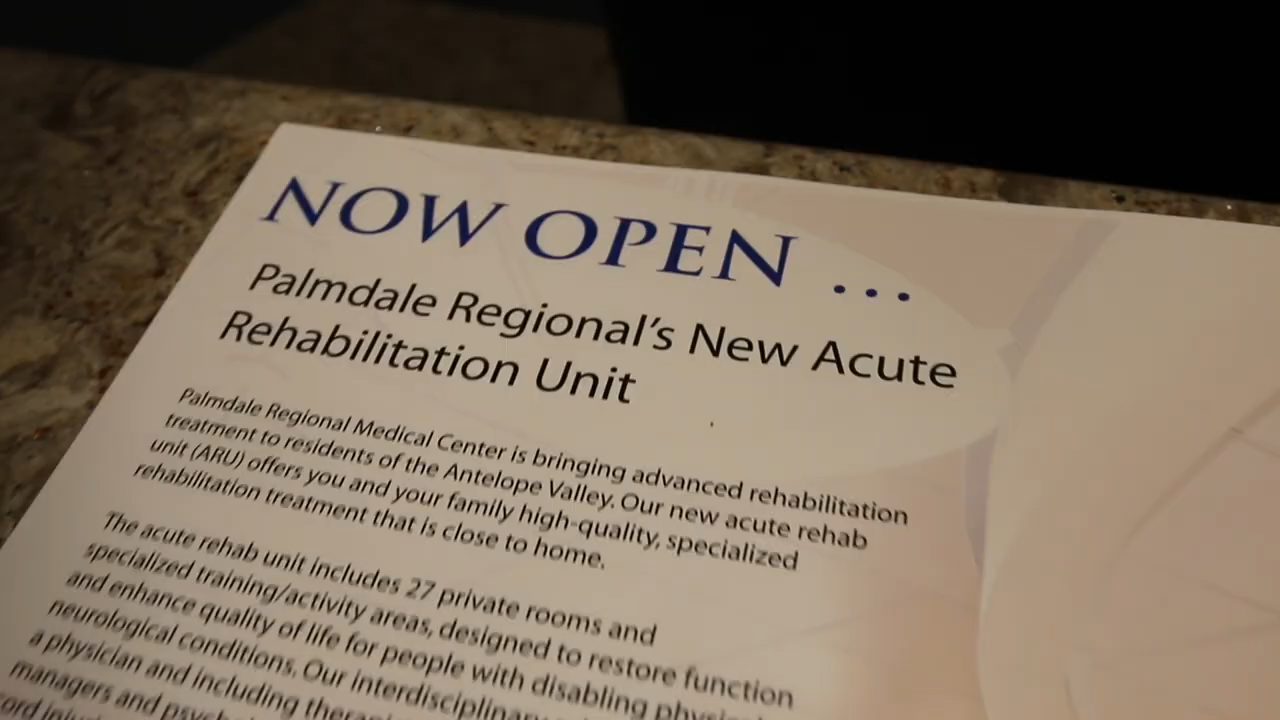 NOW OPEN ...
Palmdale Regional's New Acute
Rehabilitation Unit
Palmdale Regional Medical Center is bringing advanced rehabilitation
treatment to residents of the Antelope Valley. Our new acute rehab
unit (ARU) offers you and your family high-quality, specialized
rehabilitation treatment that is close to home.
The acute rehab unit includes 27 private rooms and
specialized training/activity areas, designed to restore function
and enhance quality of life for people with disabling
neurological conditions. Our
a physician and including
managers and